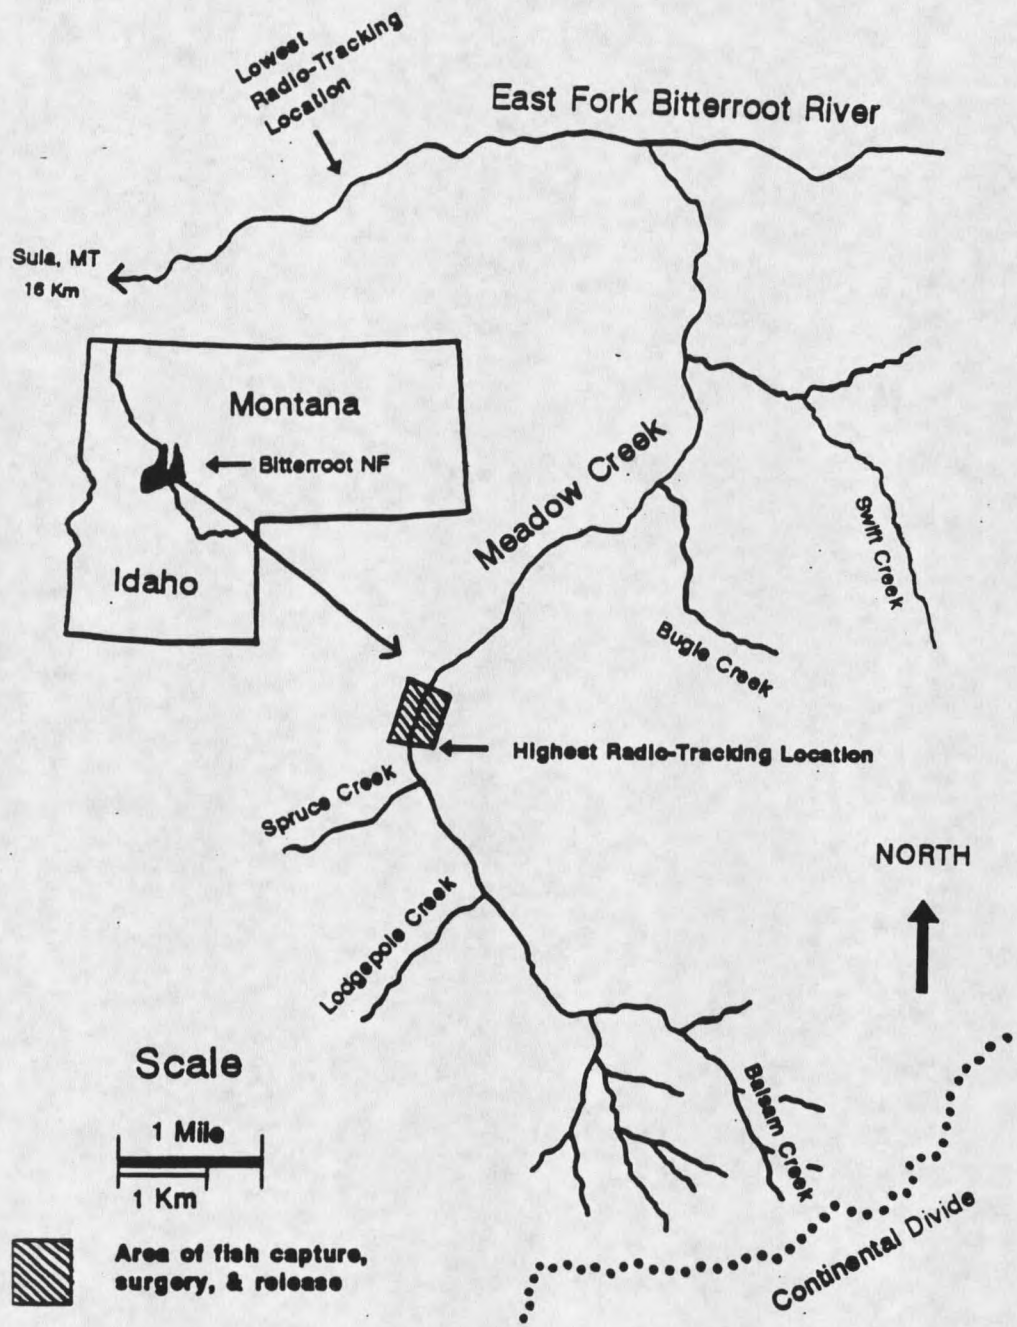 Lowest
Radio-Tracking
Location
East Fork Bitterroot River
Sula, MT
16 Km
Montana
Bitterroot NF
Idaho
Meadow Creek
Swift Creek
Bugle Creek
Highest Radio-Tracking Location
Spruce Creek
Lodgepole Creek
NORTH
Balsam Creek
Continental Divide
Scale
1 Mile
1 Km
Area of fish capture,
surgery, & release